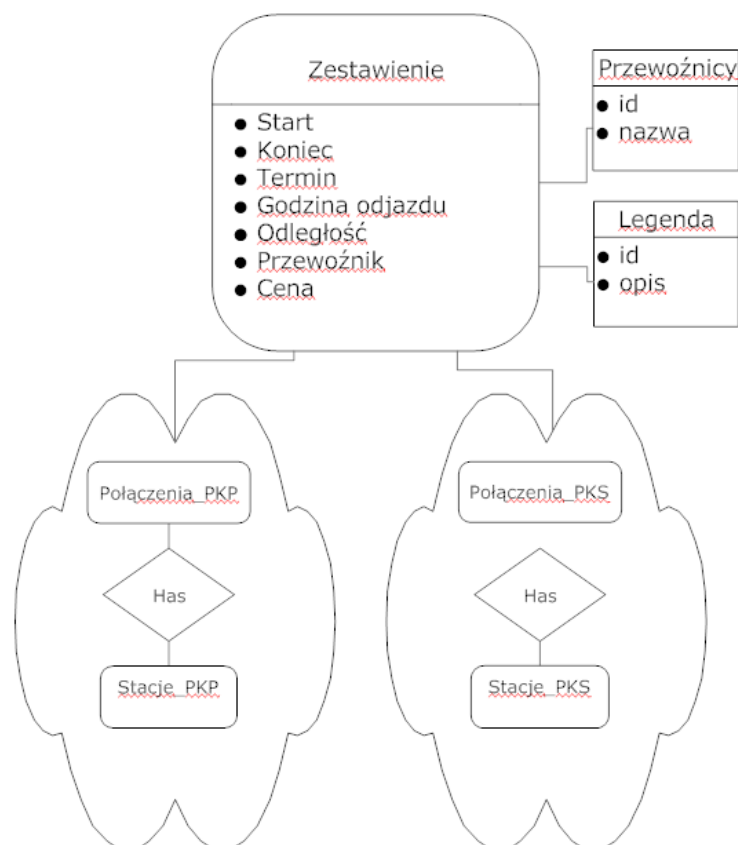 Zestawienie
Start
Koniec
Termin
Godzina odjazdu
Odległość
Przewoźnik
Cena
Przewoźnicy
id
nazwa
Legenda
id
opis
Połączenia_PKP
Has
Stacje_PKP
Połączenia_PKS
Has
Stacje_PKS